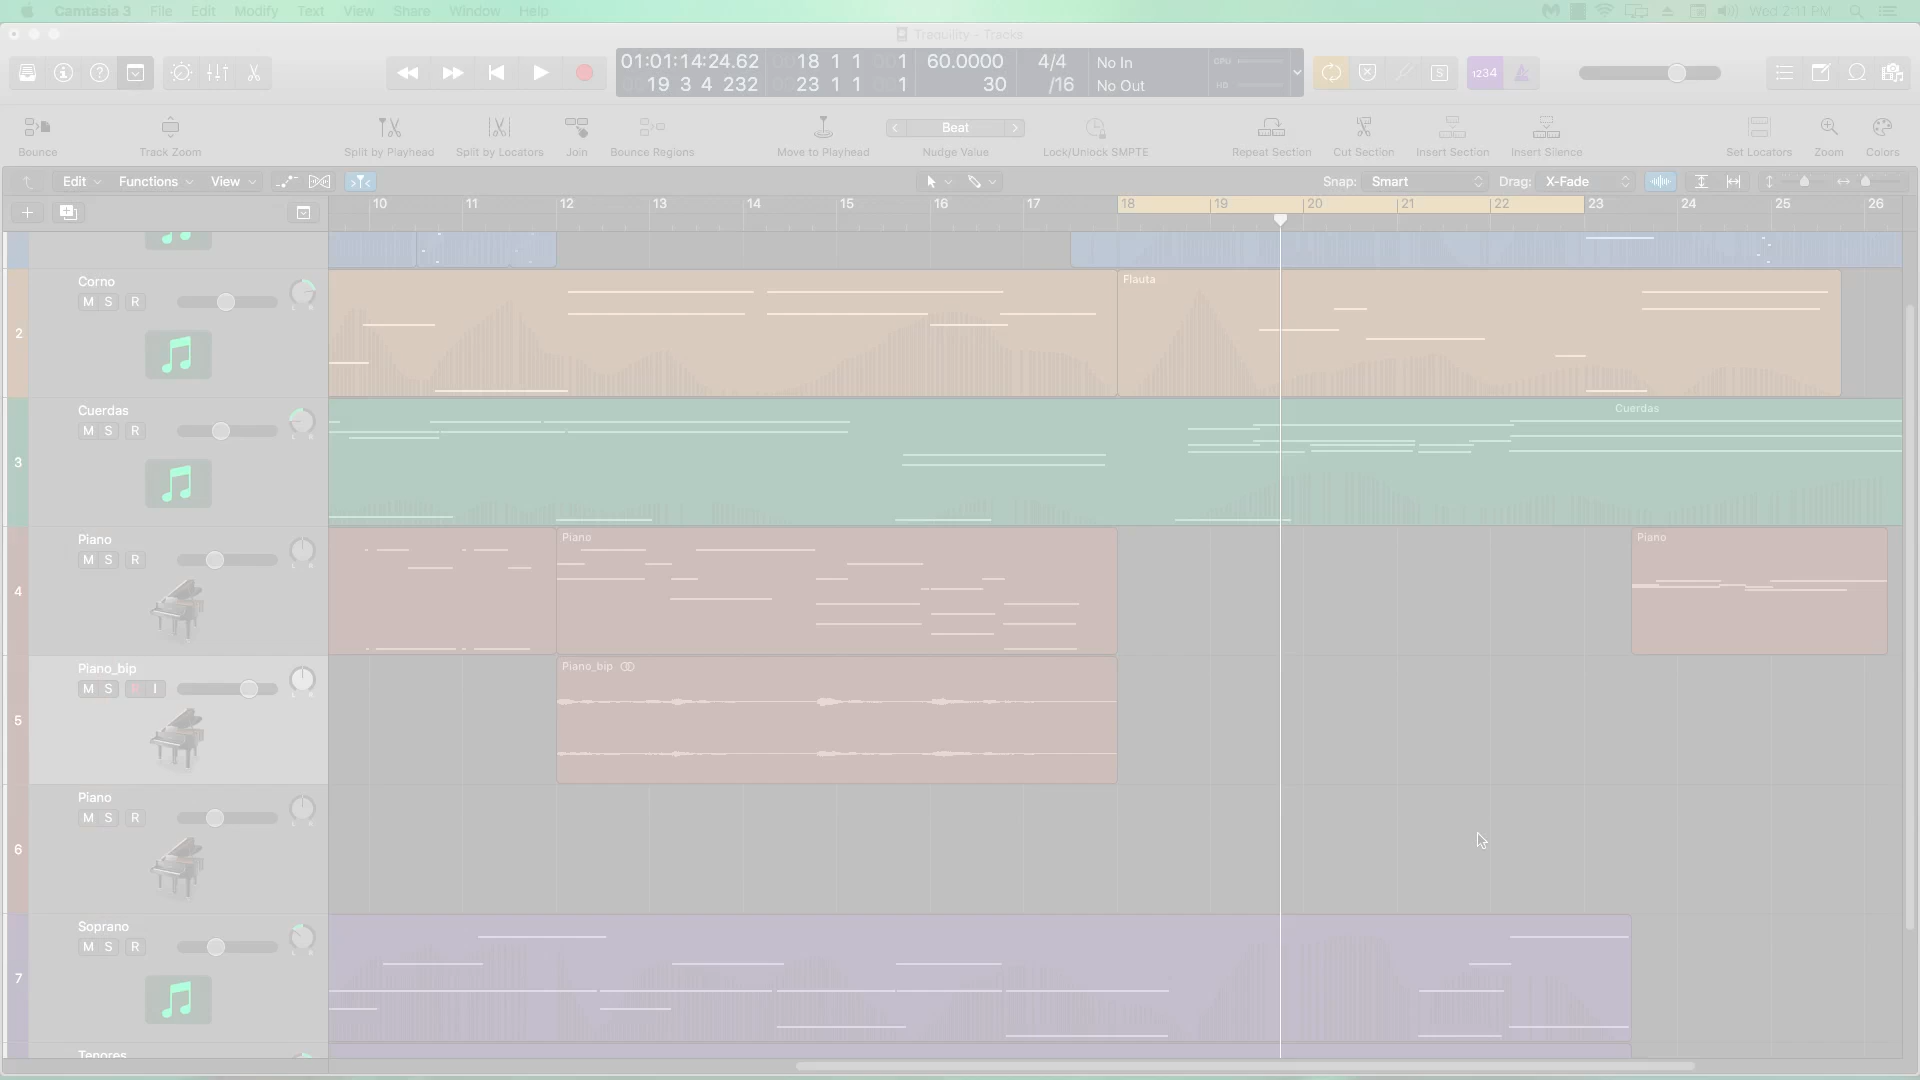 Camtasia 3 File Edit Modify Text View Share Window Help Wed 2:11 PM
Trequility - Tracks
01:01:14:24.62 18 1 1 1 60.0000 4/4 No In CPU
19 3 4 232 23 1 1 1 30 /16 No Out HD
S 1234
Beat
Bounce Track Zoom Split by Playhead Split by Locators Join Bounce Regions Move to Playhead Nudge Value Lock/Unlock SMPTE Repeat Section Cut Section Insert Section Insert Silence Set Locators Zoom Colors
Edit Functions View Snap: Smart Drag: X-Fade
10 11 12 13 14 15 16 17 18 19 20 21 22 23 24 25 26
Corno
M S R
L R
2
Flauta
Cuerdas
M S R
3
Cuerdas
Piano
M S R
L R
4
Piano
Piano
Piano_bip
M S R I
L R
5
Piano_bip
Piano
M S R
L R
6
Soprano
M S R
L R
7
Tenores